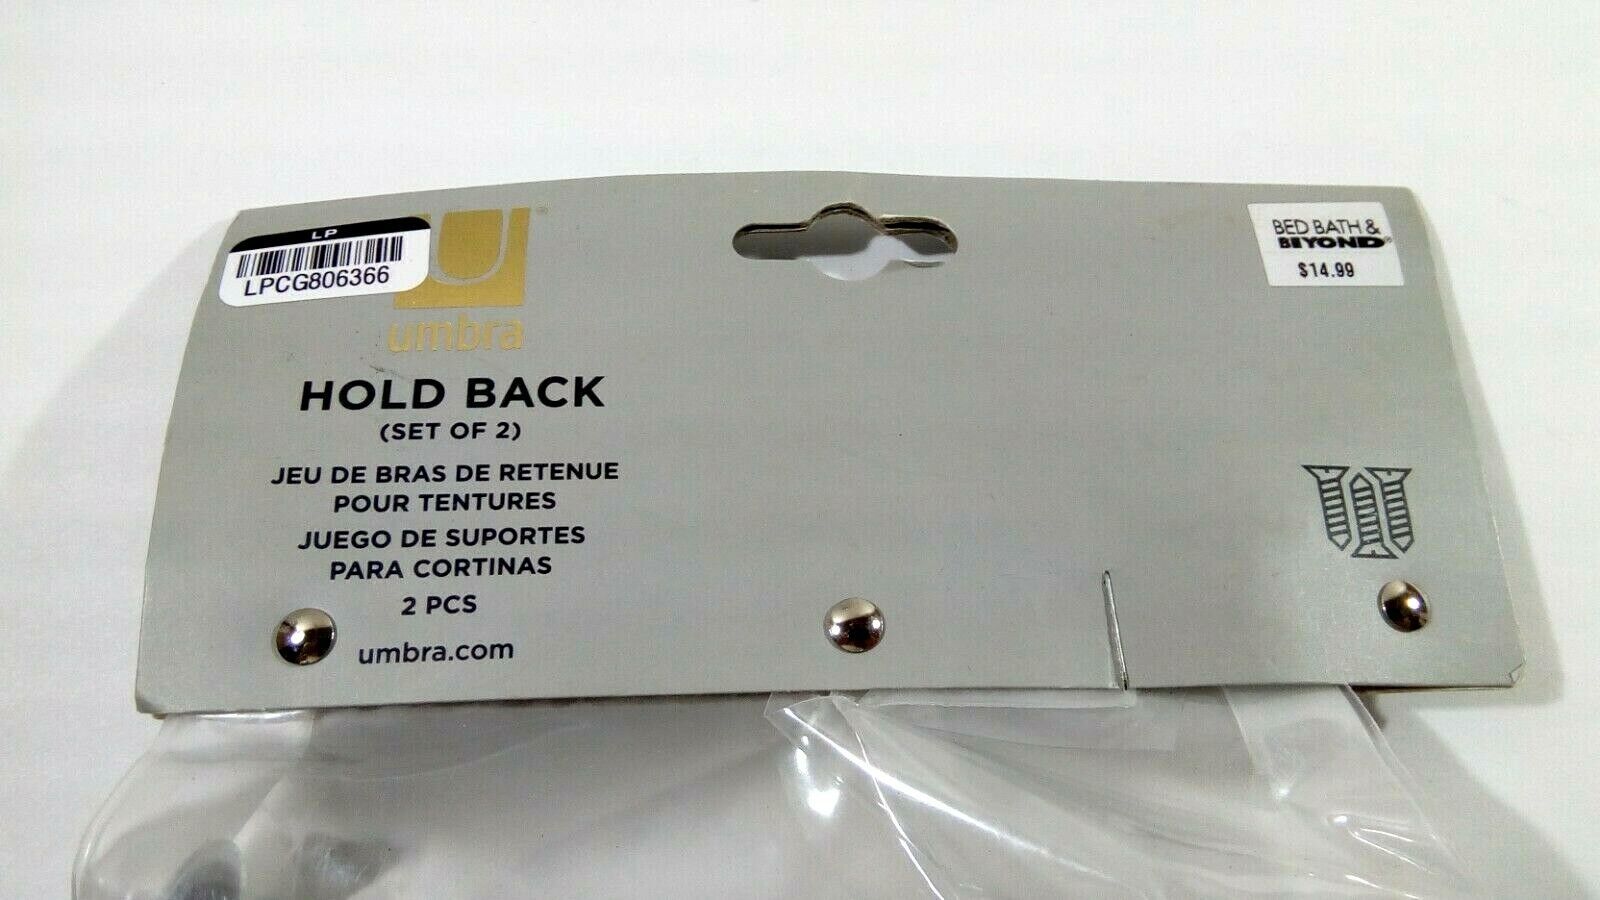 LP
LPCG806366
umbra
HOLD BACK
(SET OF 2)
JEU DE BRAS DE RETENUE
POUR TENTURES
JUEGO DE SUPORTES
PARA CORTINAS
2 PCS
umbra.com
BED BATH &
BEYOND®
$14.99